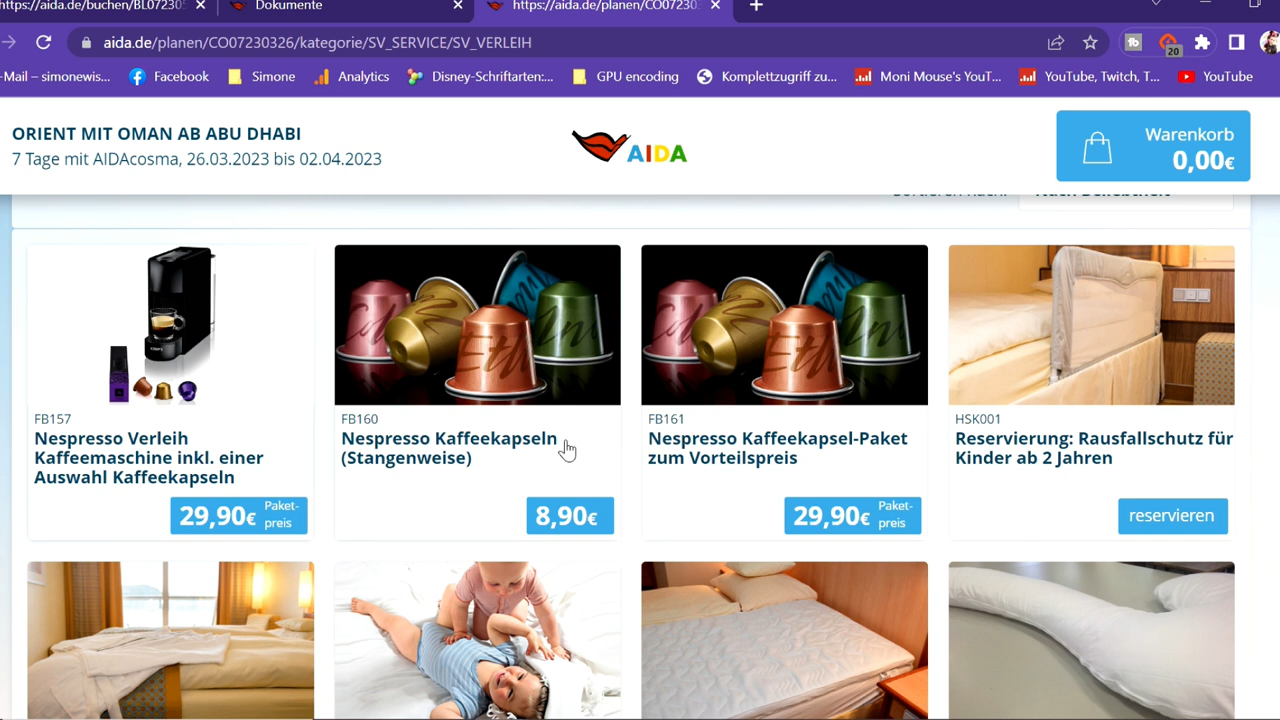 https://aida.de/buchen/BL07230
Dokumente
https://aida.de/planen/CO07230
aida.de/planen/CO07230326/kategorie/SV_SERVICE/SV_VERLEIH
20
-Mail – simonewis...
Facebook
Simone
Analytics
Disney-Schriftarten:...
GPU encoding
Komplettzugriff zu...
Moni Mouse's YouT...
YouTube, Twitch, T...
YouTube
ORIENT MIT OMAN AB ABU DHABI
7 Tage mit AIDAcosma, 26.03.2023 bis 02.04.2023
AIDA
Warenkorb
0,00€
FB157
Nespresso Verleih
Kaffeemaschine inkl. einer
Auswahl Kaffeekapseln
29,90€ Paket-
preis
FB160
Nespresso Kaffeekapseln
(Stangenweise)
8,90€
FB161
Nespresso Kaffeekapsel-Paket
zum Vorteilspreis
29,90€ Paket-
preis
HSK001
Reservierung: Rausfallschutz für
Kinder ab 2 Jahren
reservieren